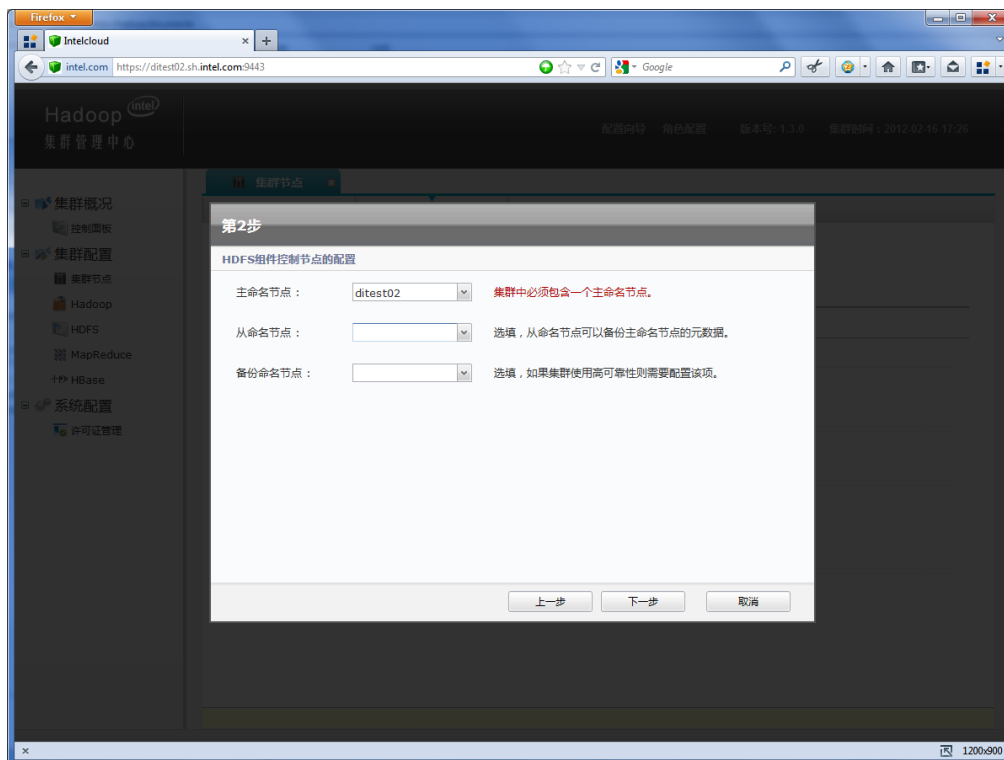 Firefox
Intelcloud
intel.com https://ditest02.sh.intel.com:9443
Google
Hadoop (intel)
集群管理中心
配置向导 角色配置 版本号: 1.3.0 集群时间：2012-02-16 17:26
集群节点
集群概况
控制面板
集群配置
集群节点
Hadoop
HDFS
MapReduce
HBase
系统配置
许可证管理
第2步
HDFS组件控制节点的配置
主命名节点： ditest02 集群中必须包含一个主命名节点。
从命名节点： 选填，从命名节点可以备份主命名节点的元数据。
备份命名节点： 选填，如果集群使用高可靠性则需要配置该项。
上一步 下一步 取消
1200x900